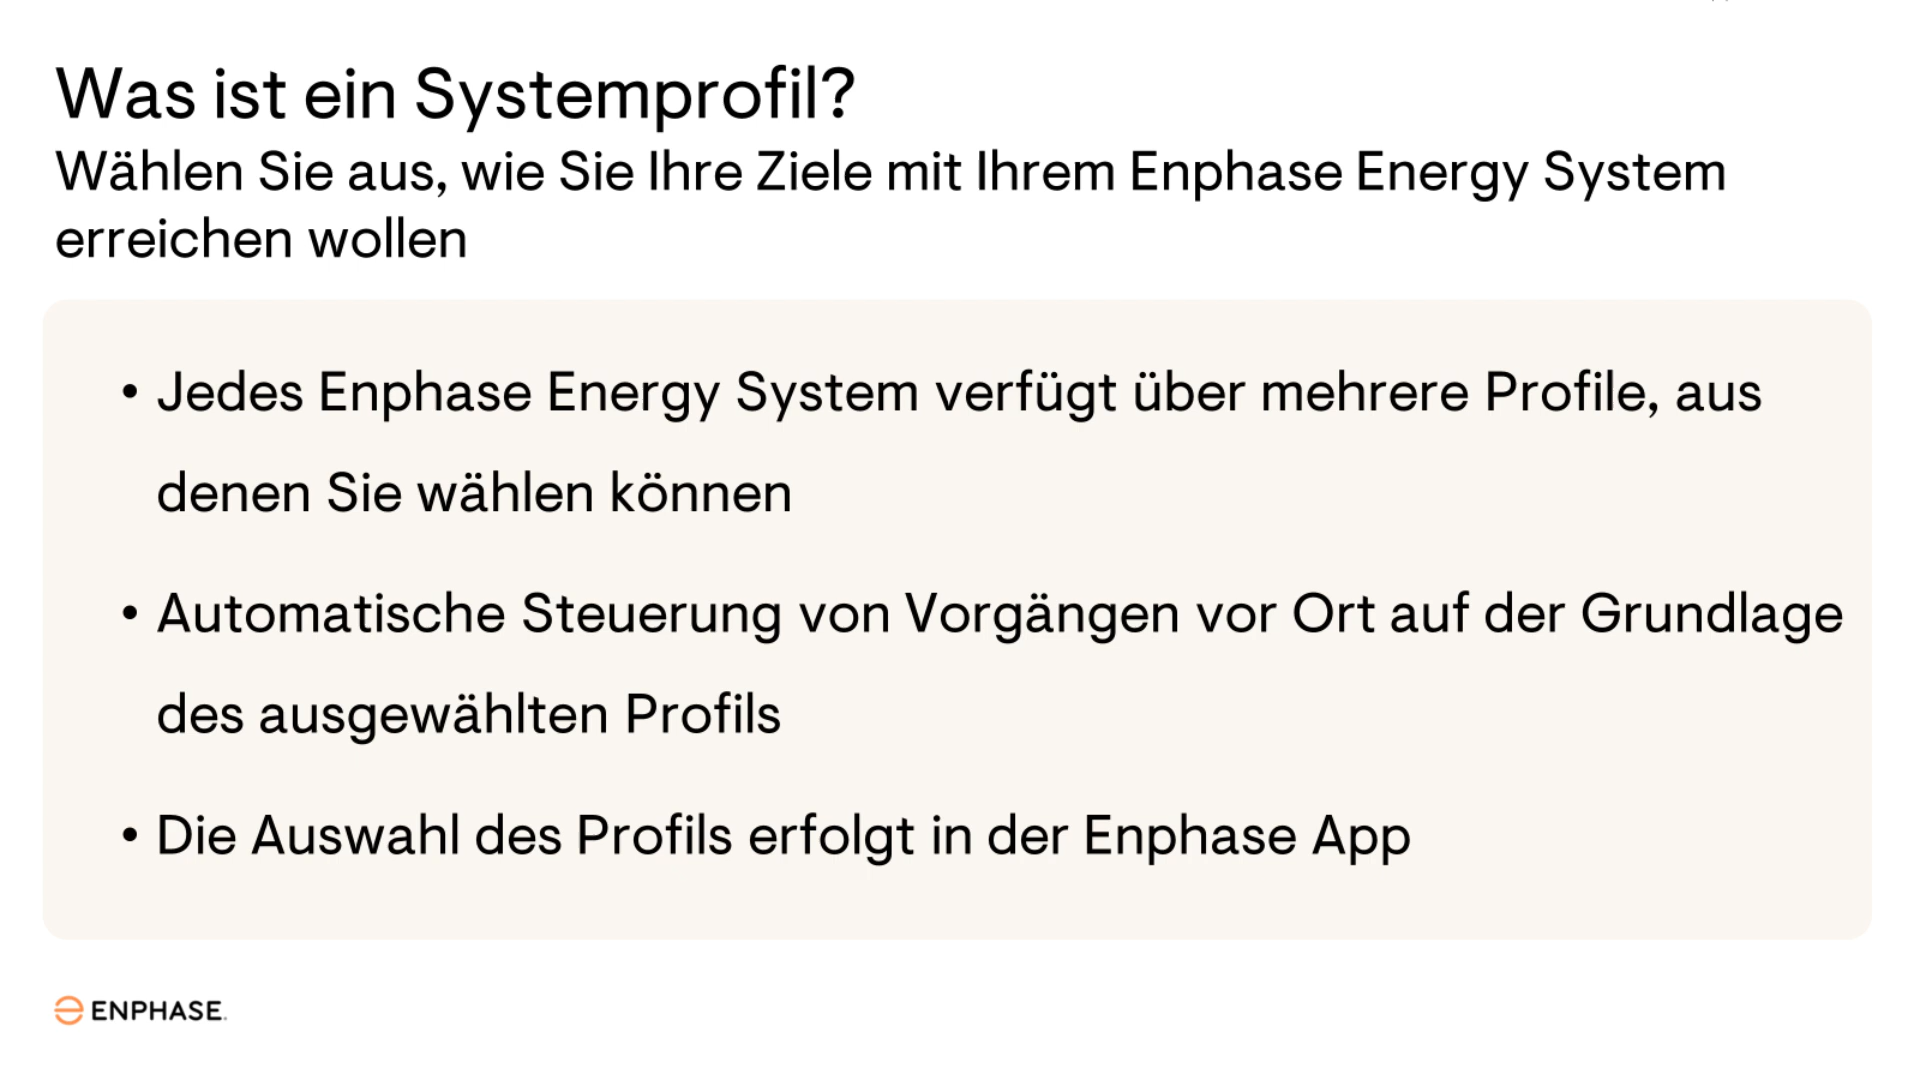 Was ist ein Systemprofil?
Wählen Sie aus, wie Sie Ihre Ziele mit Ihrem Enphase Energy System
erreichen wollen
• Jedes Enphase Energy System verfügt über mehrere Profile, aus
denen Sie wählen können
• Automatische Steuerung von Vorgängen vor Ort auf der Grundlage
des ausgewählten Profils
• Die Auswahl des Profils erfolgt in der Enphase App
ENPHASE.